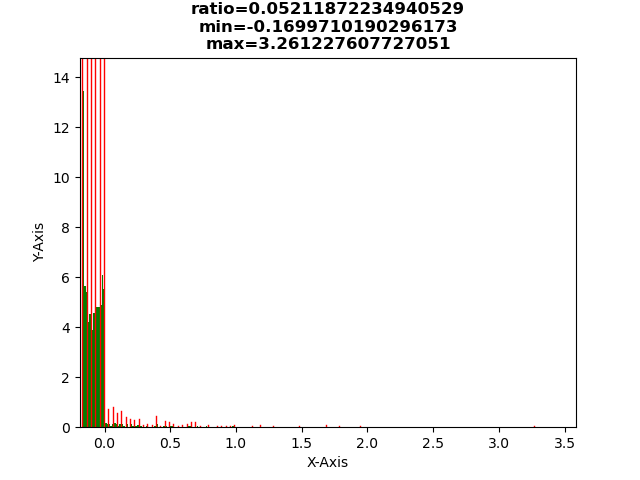 ratio=0.05211872234940529
min=-0.1699710190296173
max=3.261227607727051
14
12
10
8
6
4
2
0
Y-Axis
0.0 0.5 1.0 1.5 2.0 2.5 3.0 3.5
X-Axis